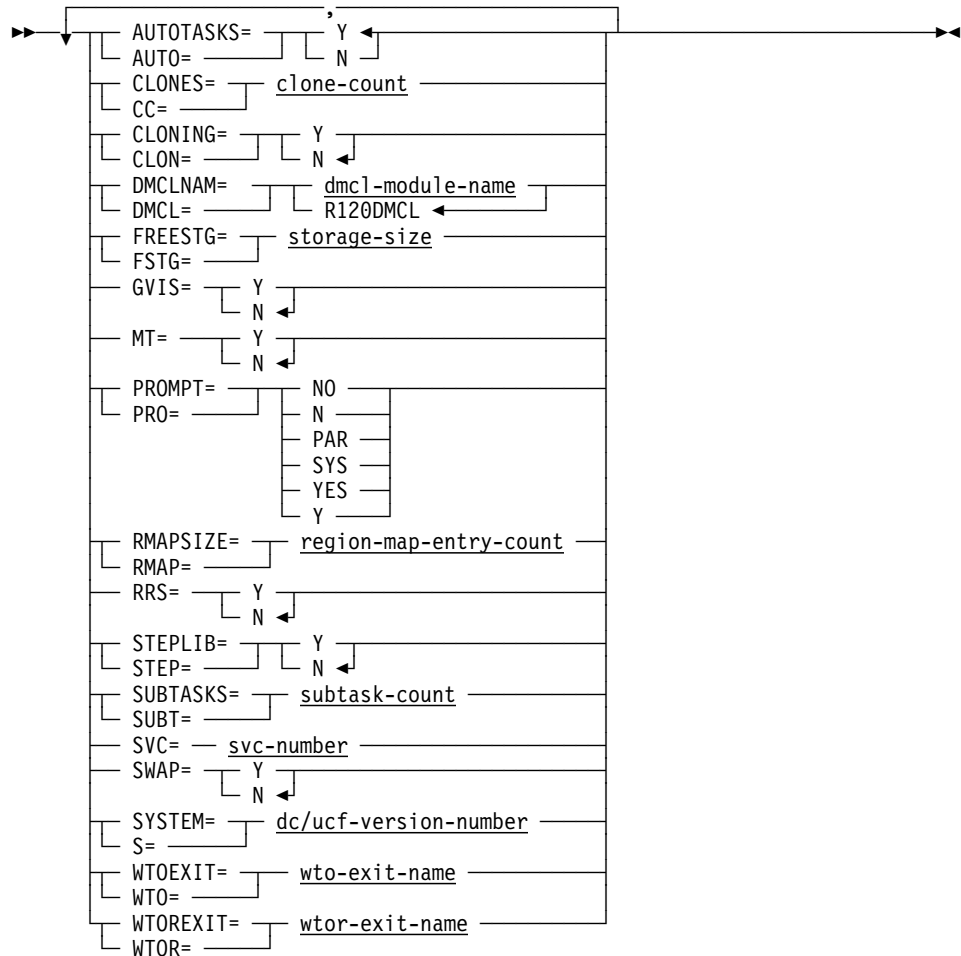 ,
AUTOTASKS= Y
AUTO= N
CLONES= clone-count
CC=
CLONING= Y
CLON= N
DMCLNAM= dmcl-module-name
DMCL= R120DMCL
FREESTG= storage-size
FSTG=
GVIS= Y
N
MT= Y
N
PROMPT= NO
PRO= N
PAR
SYS
YES
Y
RMAPSIZE= region-map-entry-count
RMAP=
RRS= Y
N
STEPLIB= Y
STEP= N
SUBTASKS= subtask-count
SUBT=
SVC= svc-number
SWAP= Y
N
SYSTEM= dc/ucf-version-number
S=
WTOEXIT= wto-exit-name
WTO=
WTOREXIT= wtor-exit-name
WTOR=